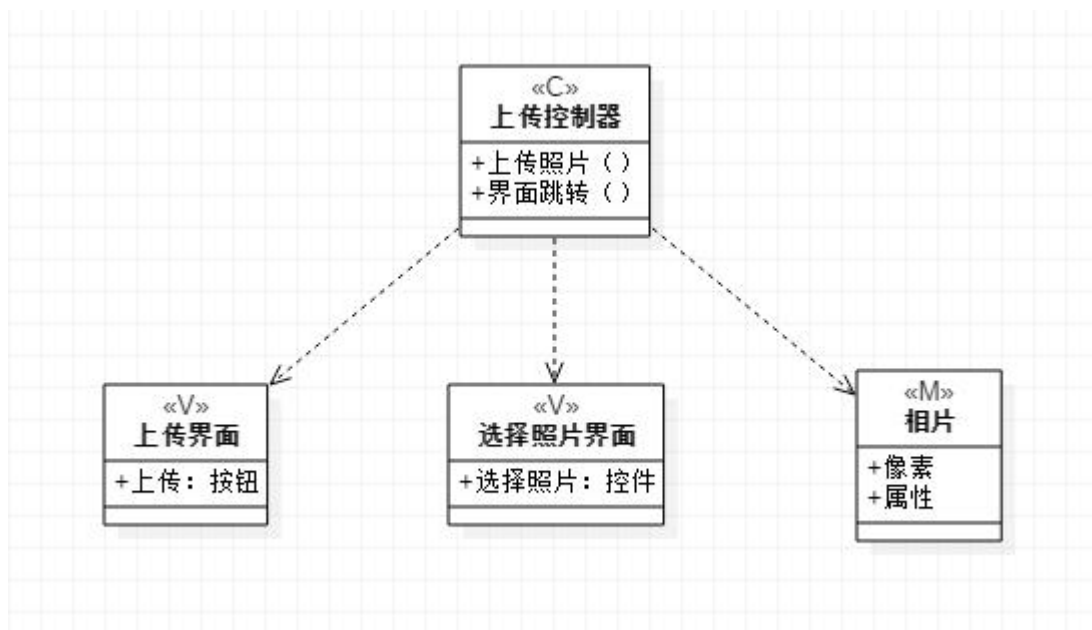 «C»
上传控制器
+上传照片（）
+界面跳转（）
«V»
上传界面
+上传：按钮
«V»
选择照片界面
+选择照片：控件
«M»
相片
+像素
+属性